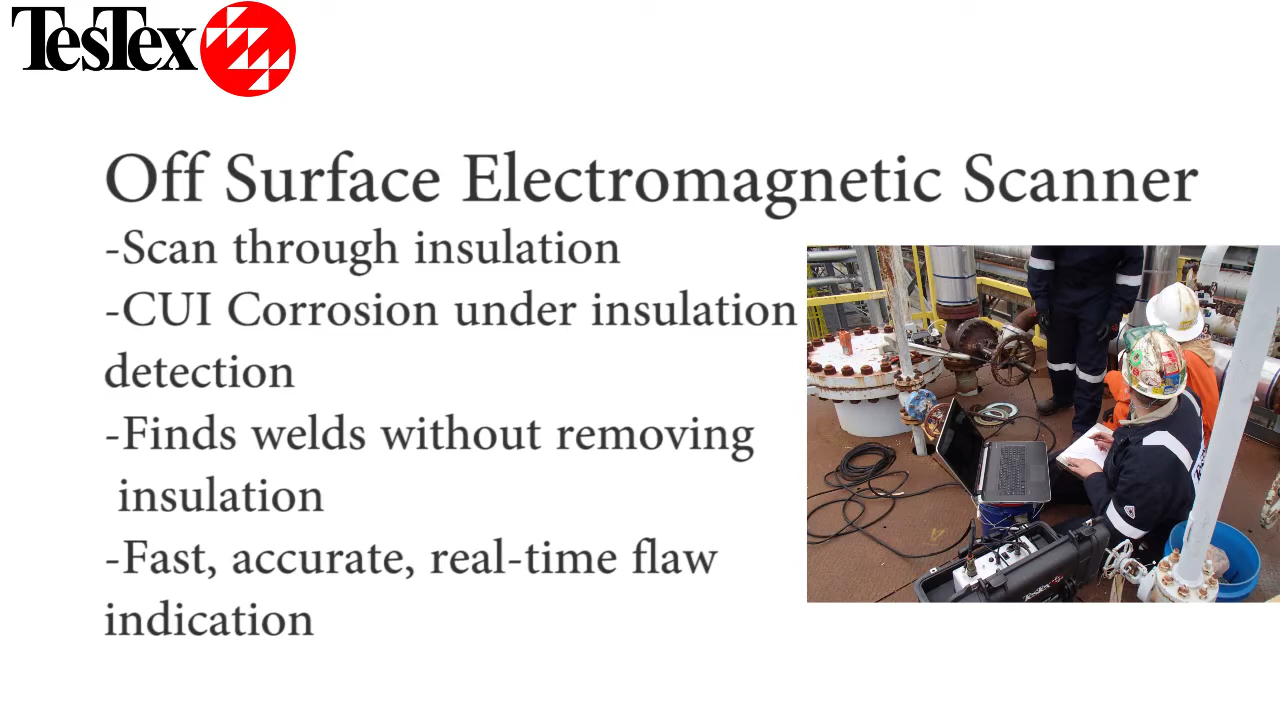 TesTex
Off Surface Electromagnetic Scanner
-Scan through insulation
-CUI Corrosion under insulation
detection
-Finds welds without removing
insulation
-Fast, accurate, real-time flaw
indication
TesTex